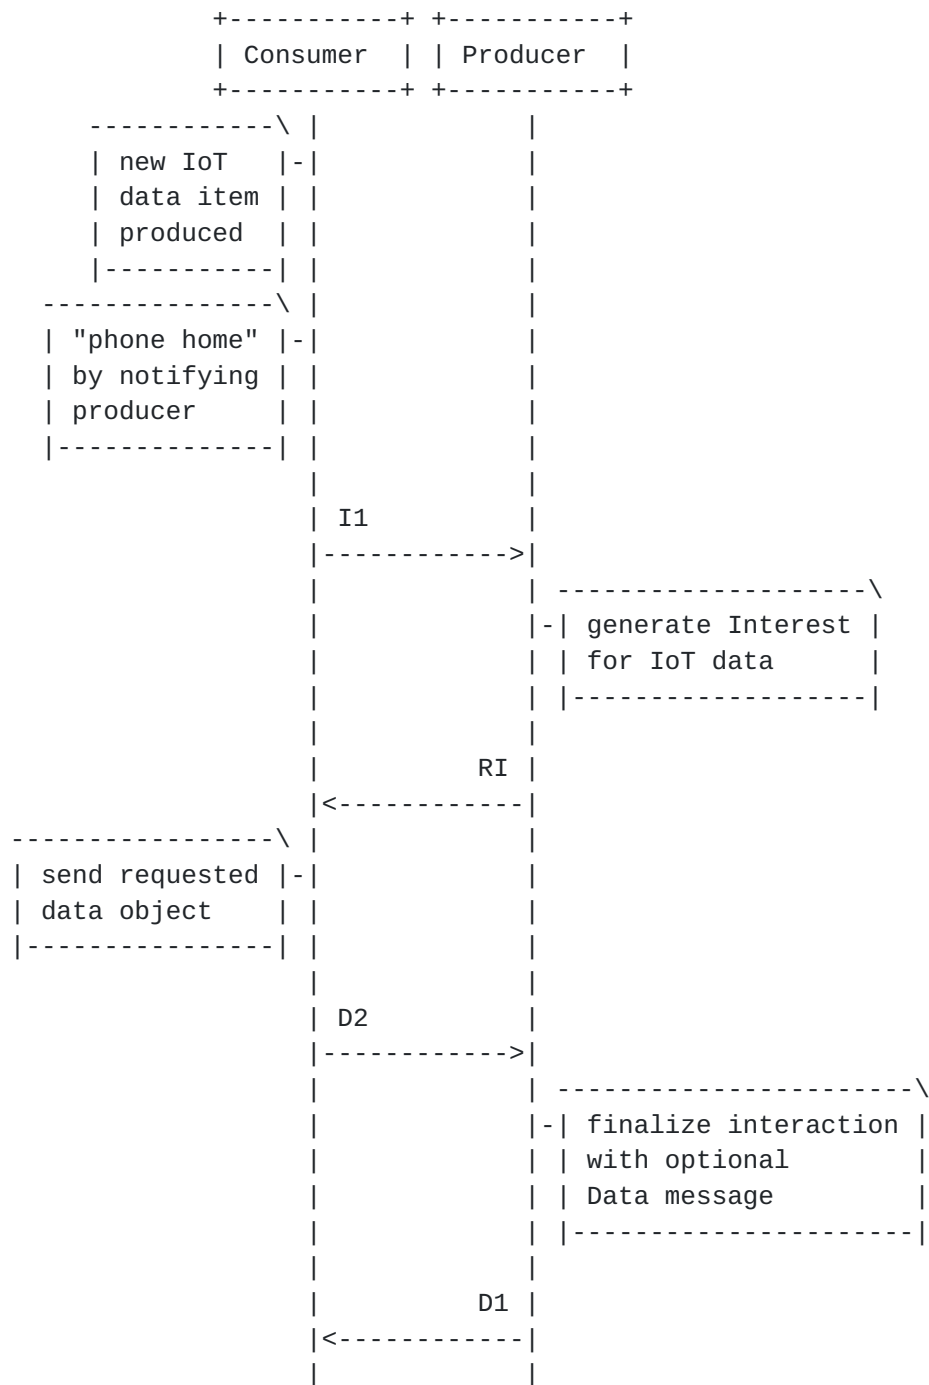 Consumer Producer
new IoT
data item
produced
"phone home"
by notifying
producer
I1
generate Interest
for IoT data
RI
send requested
data object
D2
finalize interaction
with optional
Data message
D1